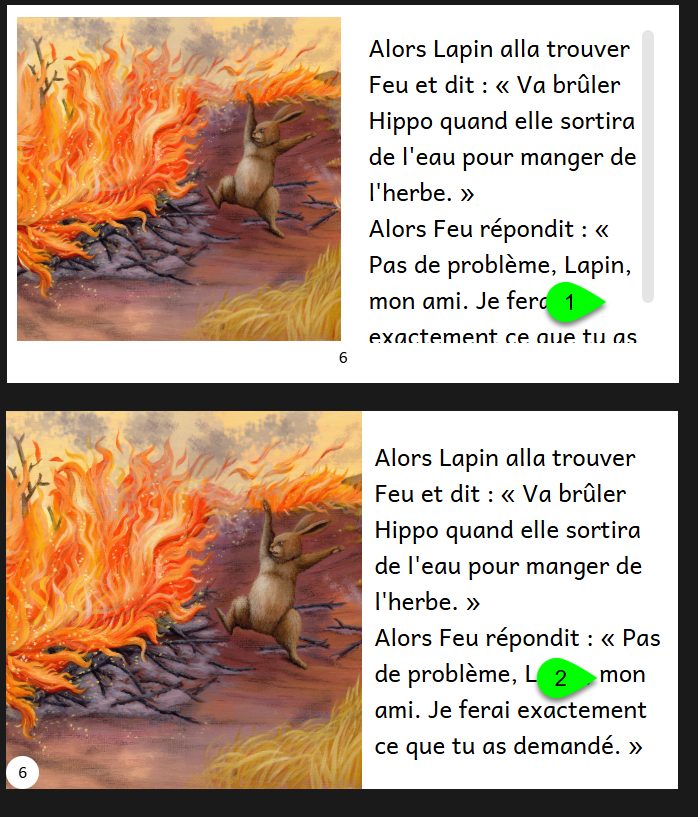 Alors Lapin alla trouver
Feu et dit : « Va brûler
Hippo quand elle sortira
de l'eau pour manger de
l'herbe. »
Alors Feu répondit : «
Pas de problème, Lapin,
mon ami. Je fera
1
exactement ce que tu as
6
Alors Lapin alla trouver
Feu et dit : « Va brûler
Hippo quand elle sortira
de l'eau pour manger de
l'herbe. »
Alors Feu répondit : « Pas
de problème, L 2 mon
ami. Je ferai exactement
ce que tu as demandé. »
6